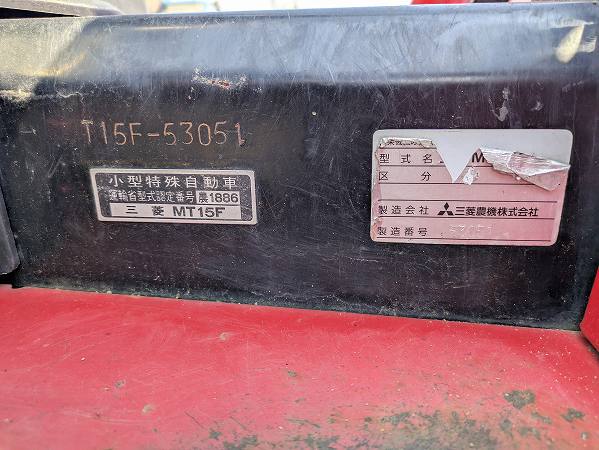 T15F-53051
小型特殊自動車
運輸省型式認定番号 農1886
三菱 MT15F
型式名 M
区分
製造会社 三菱農機株式会社
製造番号 53051